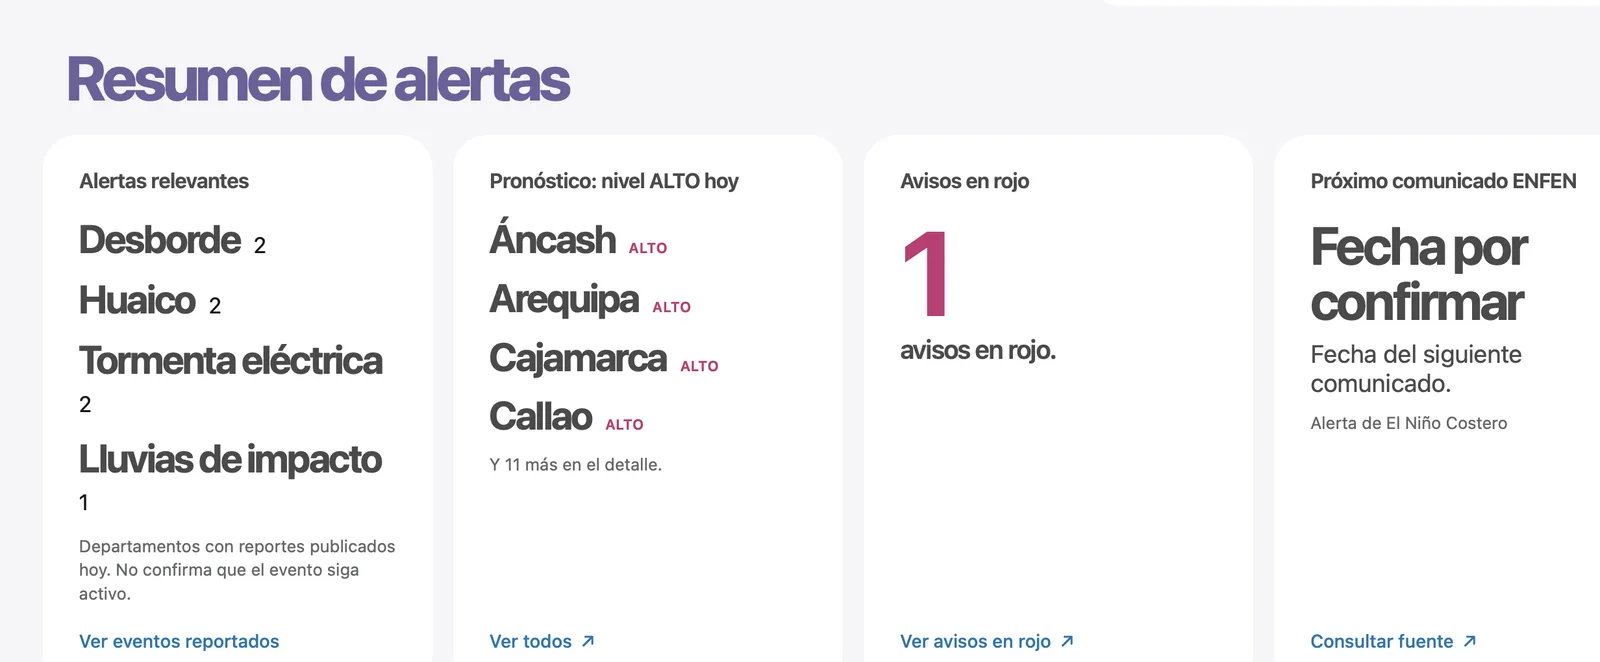 Resumen de alertas
Alertas relevantes
Desborde 2
Huaico 2
Tormenta eléctrica
2
Lluvias de impacto
1
Departamentos con reportes publicados
hoy. No confirma que el evento siga
activo.
Ver eventos reportados
Pronóstico: nivel ALTO hoy
Áncash ALTO
Arequipa ALTO
Cajamarca ALTO
Callao ALTO
Y 11 más en el detalle.
Ver todos ↗
Avisos en rojo
1
avisos en rojo.
Ver avisos en rojo ↗
Próximo comunicado ENFEN
Fecha por
confirmar
Fecha del siguiente
comunicado.
Alerta de El Niño Costero
Consultar fuente ↗